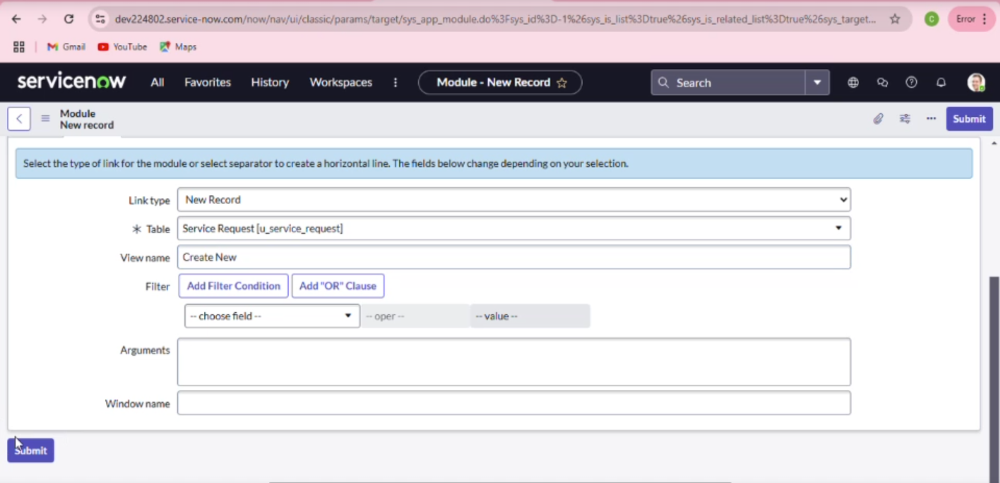 dev224802.service-now.com/now/nav/ui/classic/params/target/sys_app_module.do%3Fsys_id%3D-1%26sys_is_list%3Dtrue%26sys_is_related_list%3Dtrue%26sys_target...
C
Error
Gmail
YouTube
Maps
servicenow
All
Favorites
History
Workspaces
Module - New Record
Search
Module
New record
Submit
Select the type of link for the module or select separator to create a horizontal line. The fields below change depending on your selection.
Link type
New Record
* Table
Service Request [u_service_request]
View name
Create New
Filter
Add Filter Condition
Add "OR" Clause
-- choose field --
-- oper --
-- value --
Arguments
Window name
Submit